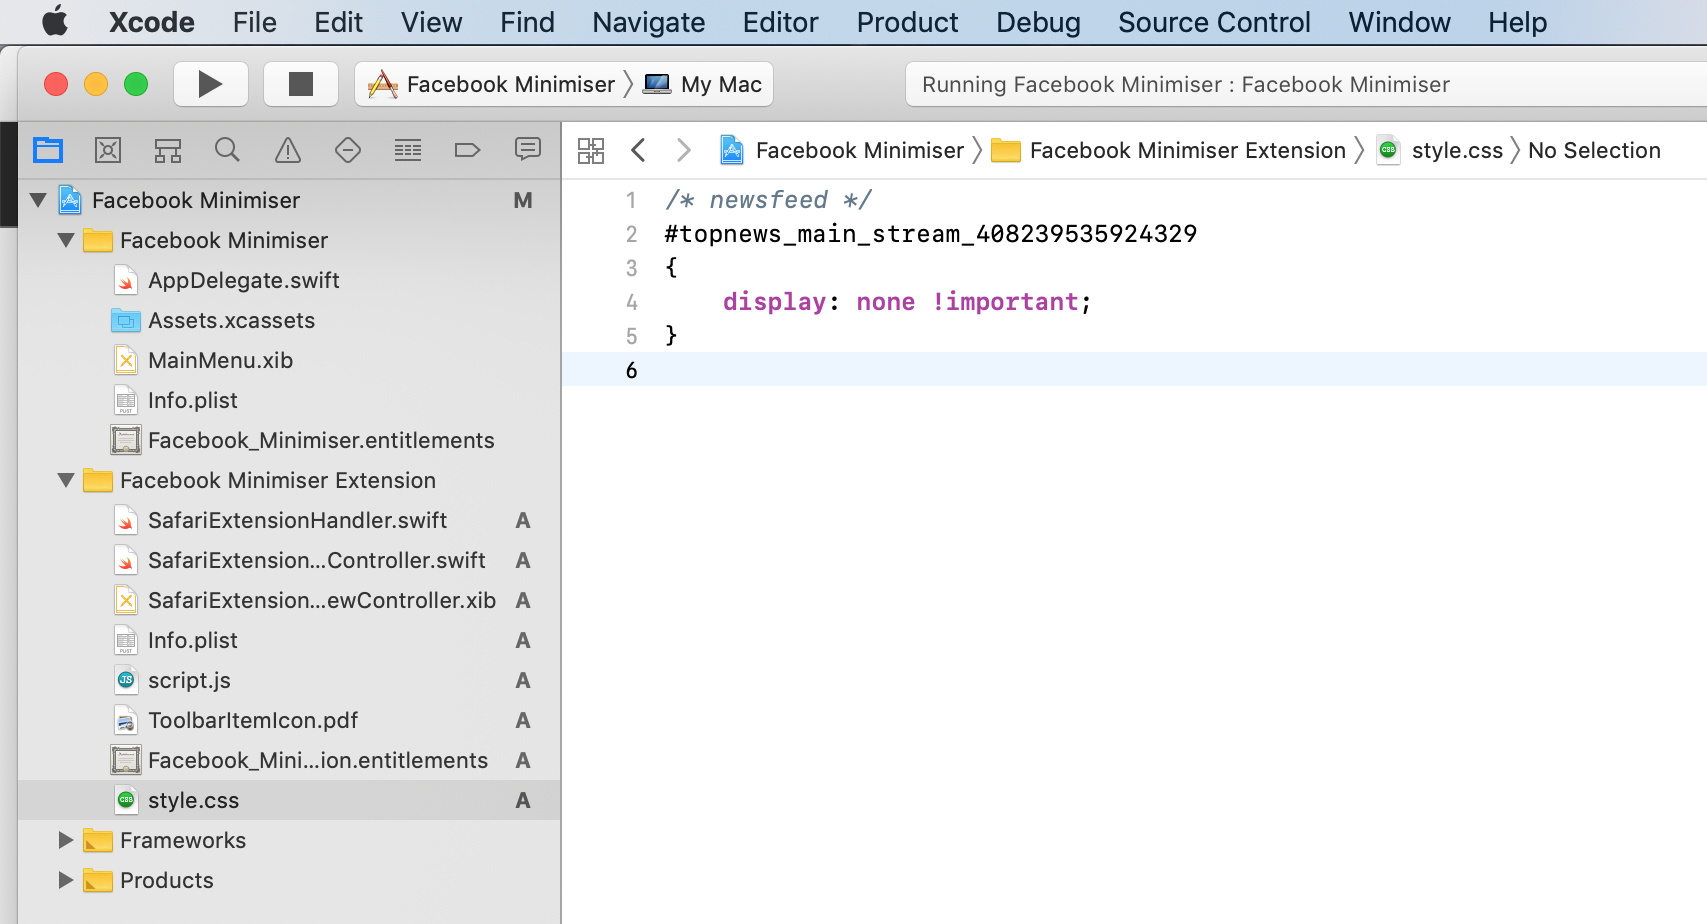 Xcode File Edit View Find Navigate Editor Product Debug Source Control Window Help
Facebook Minimiser My Mac Running Facebook Minimiser : Facebook Minimiser
Facebook Minimiser Facebook Minimiser Extension style.css No Selection
Facebook Minimiser M
Facebook Minimiser
AppDelegate.swift
Assets.xcassets
MainMenu.xib
Info.plist
Facebook_Minimiser.entitlements
Facebook Minimiser Extension
SafariExtensionHandler.swift A
SafariExtension...Controller.swift A
SafariExtension...ewController.xib A
Info.plist A
script.js A
ToolbarItemIcon.pdf A
Facebook_Mini...ion.entitlements A
style.css A
Frameworks
Products
1 /* newsfeed */
2 #topnews_main_stream_408239535924329
3 {
4 display: none !important;
5 }
6